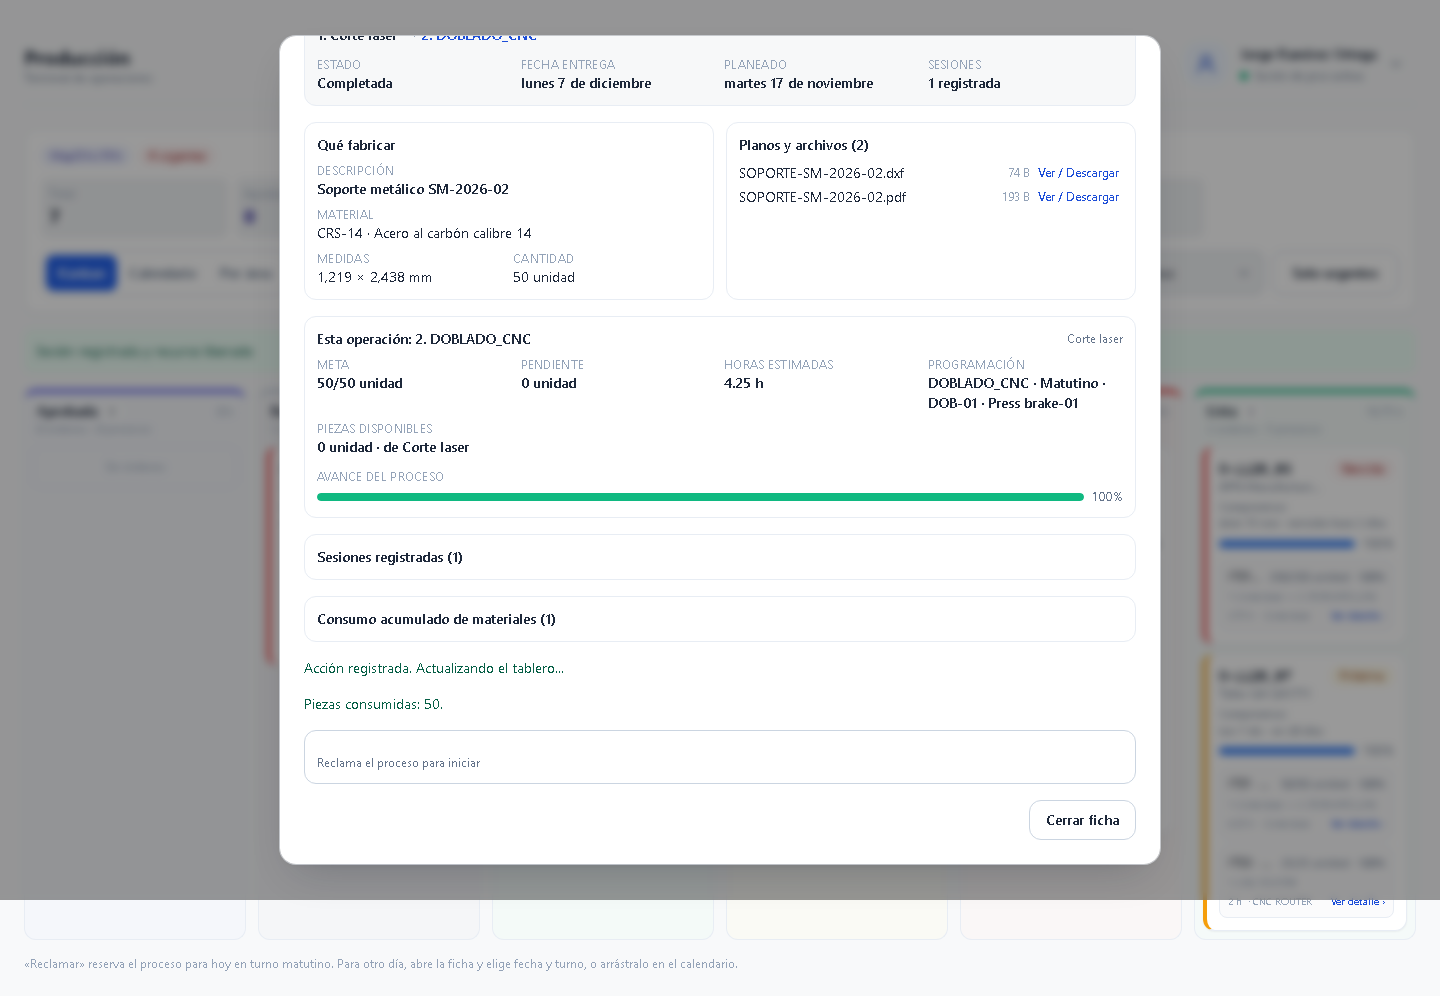 Producción
1. Corte laser → 2. DOBLADO_CNC
ESTADO
Completada
FECHA ENTREGA
lunes 7 de diciembre
PLANEADO
martes 17 de noviembre
SESIONES
1 registrada
Qué fabricar
DESCRIPCIÓN
Soporte metálico SM-2026-02
MATERIAL
CRS-14 · Acero al carbón calibre 14
MEDIDAS
1,219 × 2,438 mm
CANTIDAD
50 unidad
Planos y archivos (2)
SOPORTE-SM-2026-02.dxf 74 B Ver / Descargar
SOPORTE-SM-2026-02.pdf 193 B Ver / Descargar
Esta operación: 2. DOBLADO_CNC
Corte laser
META
50/50 unidad
PENDIENTE
0 unidad
HORAS ESTIMADAS
4.25 h
PROGRAMACIÓN
DOBLADO_CNC · Matutino ·
DOB-01 · Press brake-01
PIEZAS DISPONIBLES
0 unidad · de Corte laser
AVANCE DEL PROCESO
100%
Sesiones registradas (1)
Consumo acumulado de materiales (1)
Acción registrada. Actualizando el tablero...
Piezas consumidas: 50.
Reclama el proceso para iniciar
Cerrar ficha
2 h · CNC ROUTER Ver detalle ›
«Reclamar» reserva el proceso para hoy en turno matutino. Para otro día, abre la ficha y elige fecha y turno, o arrástralo en el calendario.